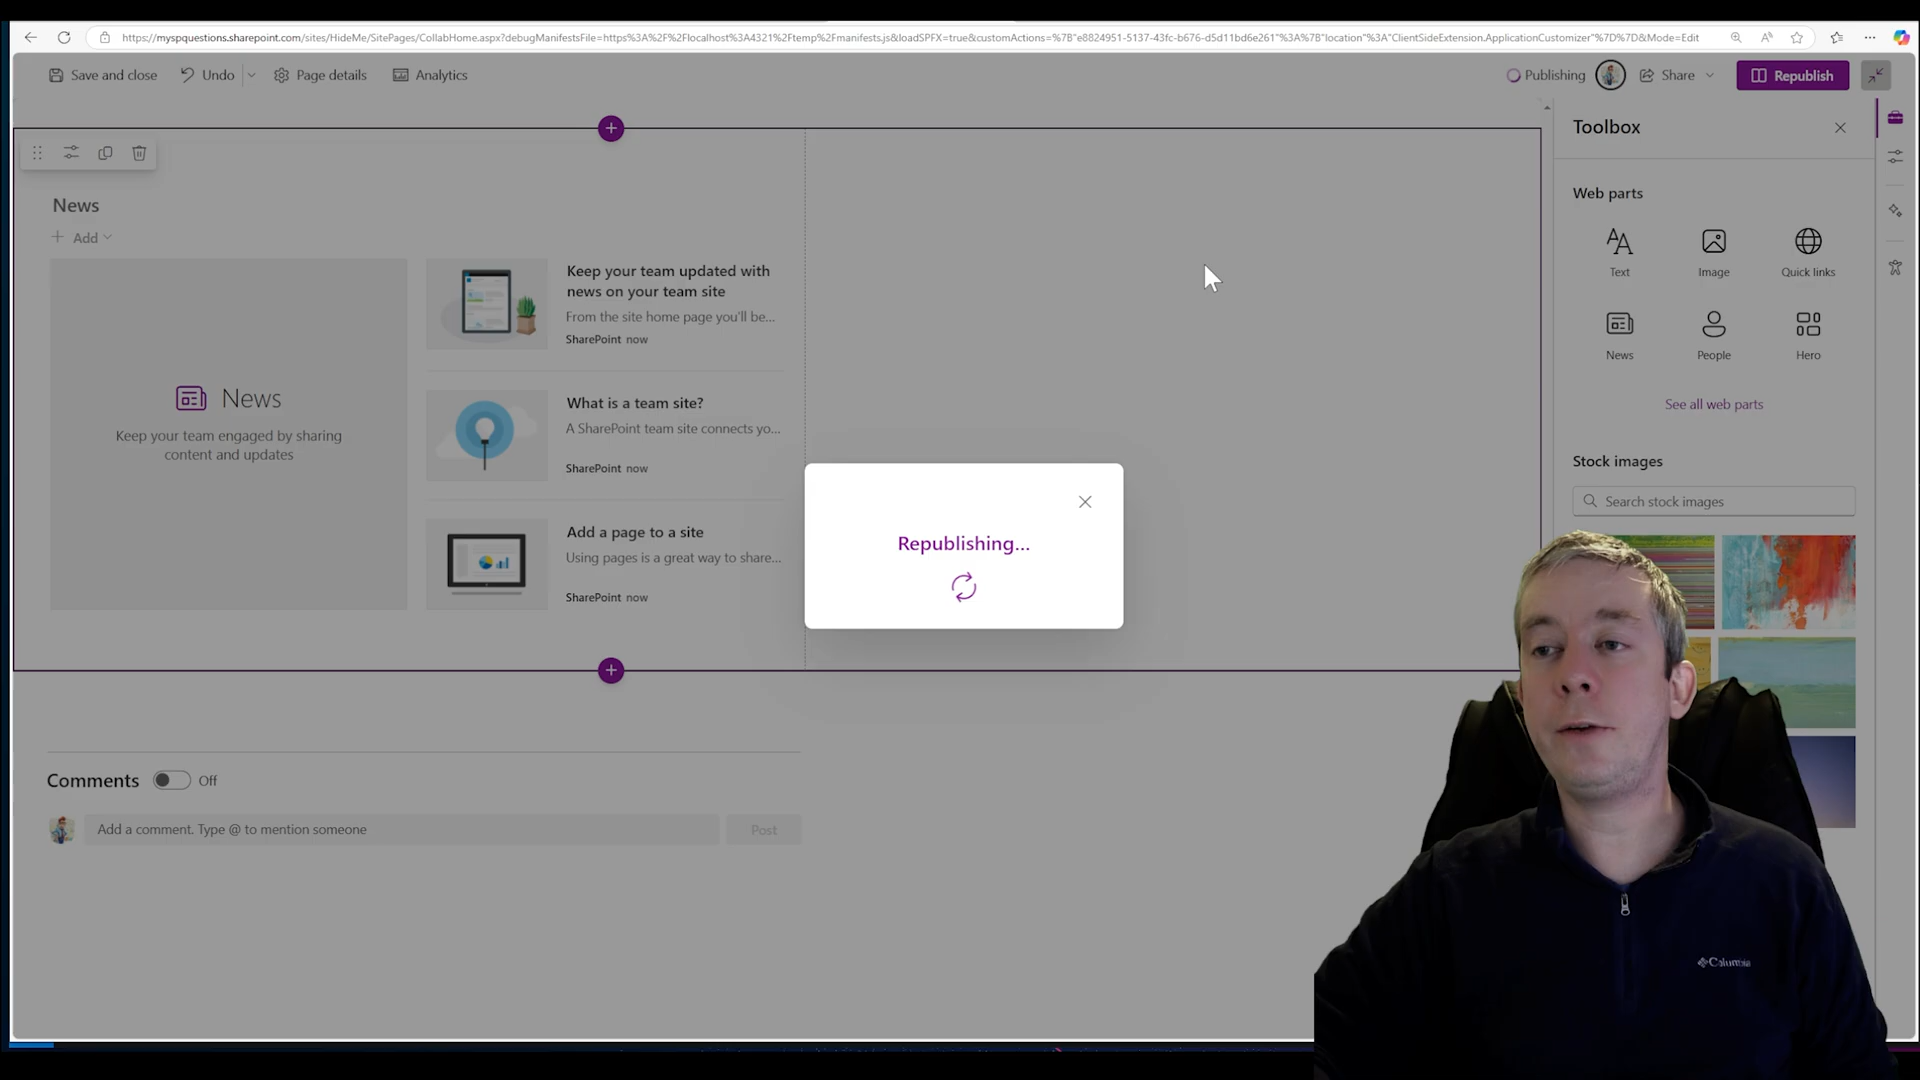 https://myspquestions.sharepoint.com/sites/HideMe/SitePages/CollabHome.aspx?debugManifestsFile=https%3A%2F%2Flocalhost%3A4321%2Ftemp%2Fmanifests.js&loadSPFX=true&customActions=%7B"e8824951-5137-43fc-b676-d5d11bd6e261"%3A%7B"location"%3A"ClientSideExtension.ApplicationCustomizer"%7D%7D&Mode=Edit
Save and close Undo Page details Analytics Publishing Share Republish
Toolbox
Web parts
Text Image Quick links
News People Hero
See all web parts
Stock images
Search stock images
News
Add
News
Keep your team engaged by sharing
content and updates
Keep your team updated with
news on your team site
From the site home page you'll be...
SharePoint now
What is a team site?
A SharePoint team site connects yo...
SharePoint now
Add a page to a site
Using pages is a great way to share...
SharePoint now
Republishing...
Comments Off
Add a comment. Type @ to mention someone
Post
Columbia